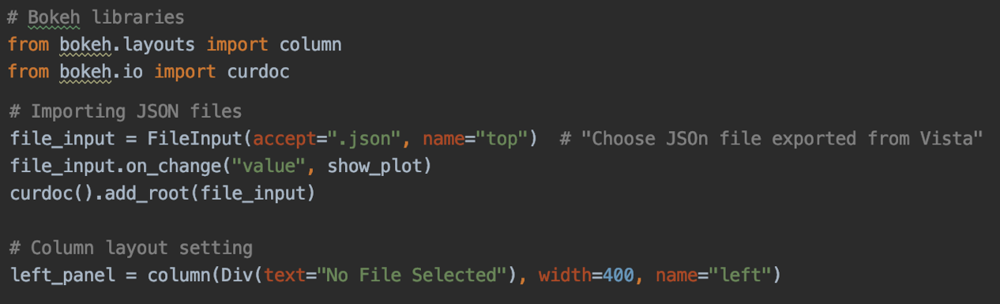 # Bokeh libraries
from bokeh.layouts import column
from bokeh.io import curdoc
# Importing JSON files
file_input = FileInput(accept=".json", name="top")  # "Choose JSOn file exported from Vista"
file_input.on_change("value", show_plot)
curdoc().add_root(file_input)
# Column layout setting
left_panel = column(Div(text="No File Selected"), width=400, name="left")